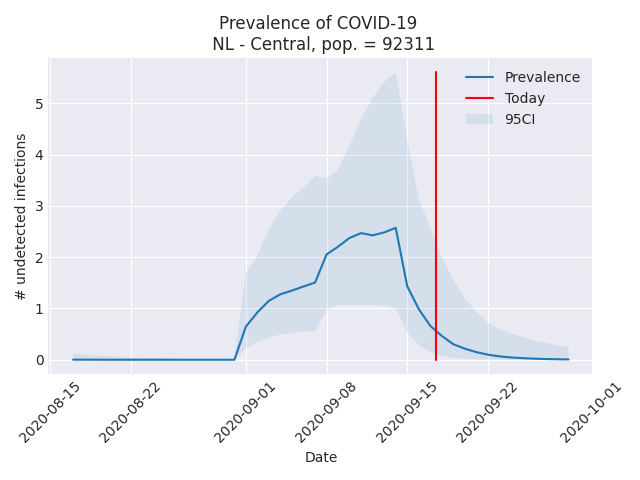 Prevalence of COVID-19
NL - Central, pop. = 92311
Prevalence
Today
95CI
# undetected infections
5
4
3
2
1
0
2020-08-15
2020-08-22
2020-09-01
2020-09-08
2020-09-15
2020-09-22
2020-10-01
Date